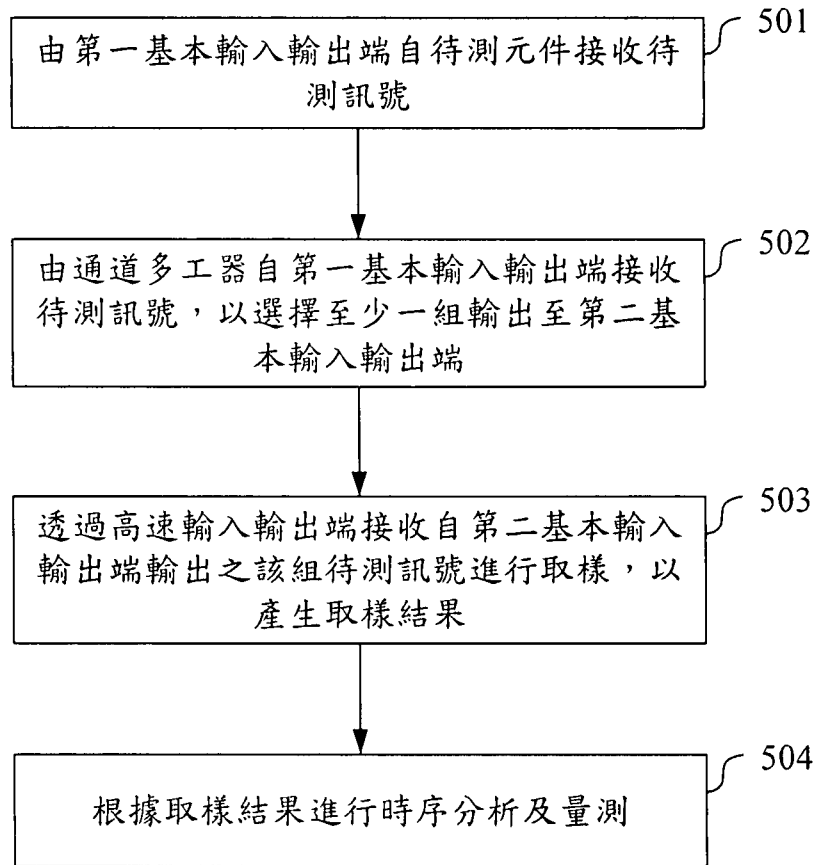 501
由第一基本輸入輸出端自待測元件接收待
測訊號
502
由通道多工器自第一基本輸入輸出端接收
待測訊號，以選擇至少一組輸出至第二基
本輸入輸出端
503
透過高速輸入輸出端接收自第二基本輸入
輸出端輸出之該組待測訊號進行取樣，以
產生取樣結果
504
根據取樣結果進行時序分析及量測